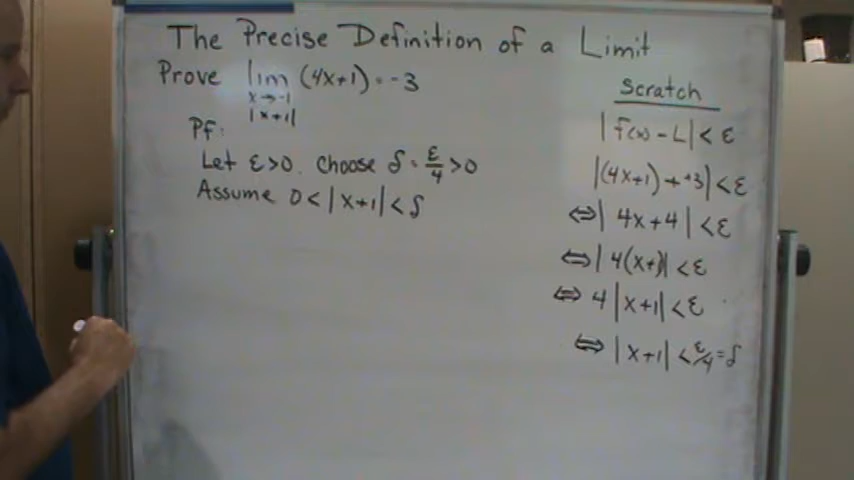 The Precise Definition of a Limit
Prove lim (4x+1) = -3
x→-1
|x+1|
Pf:
Let ε>0. Choose δ = ε/4 >0
Assume 0<|x+1|<δ
Scratch
|f(x) - L|< ε
|(4x+1) + +3|<ε
⇔| 4x+4 |<ε
⇔| 4(x+1)| <ε
⇔ 4|x+1|<ε
⇔ |x+1| <ε/4=δ